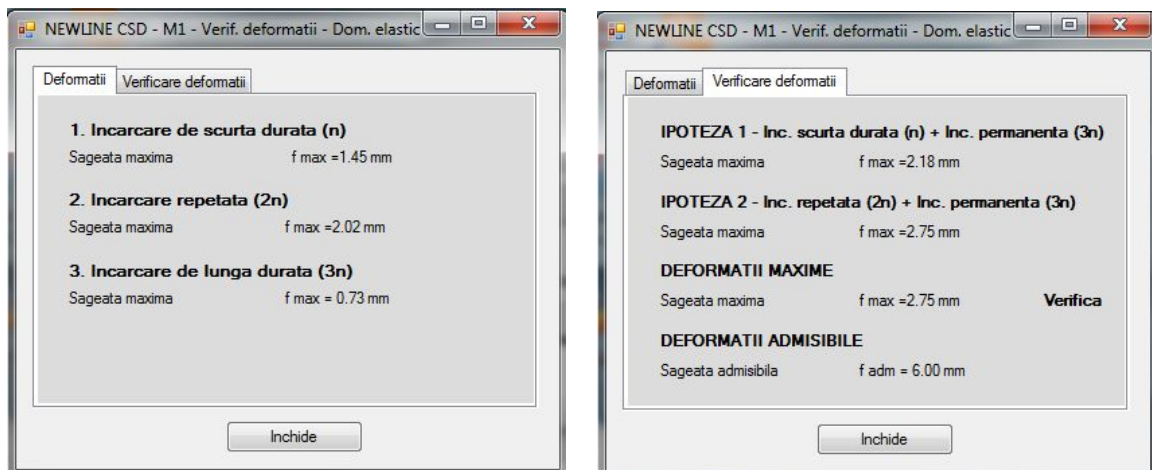 NEWLINE CSD - M1 - Verif. deformatii - Dom. elastic
Deformatii
Verificare deformatii
1. Incarcare de scurta durata (n)
Sageata maxima f max =1.45 mm
2. Incarcare repetata (2n)
Sageata maxima f max =2.02 mm
3. Incarcare de lunga durata (3n)
Sageata maxima f max = 0.73 mm
Inchide
NEWLINE CSD - M1 - Verif. deformatii - Dom. elastic
Deformatii
Verificare deformatii
IPOTEZA 1 - Inc. scurta durata (n) + Inc. permanenta (3n)
Sageata maxima f max =2.18 mm
IPOTEZA 2 - Inc. repetata (2n) + Inc. permanenta (3n)
Sageata maxima f max =2.75 mm
DEFORMATII MAXIME
Sageata maxima f max =2.75 mm Verifica
DEFORMATII ADMISIBILE
Sageata admisibila f adm = 6.00 mm
Inchide